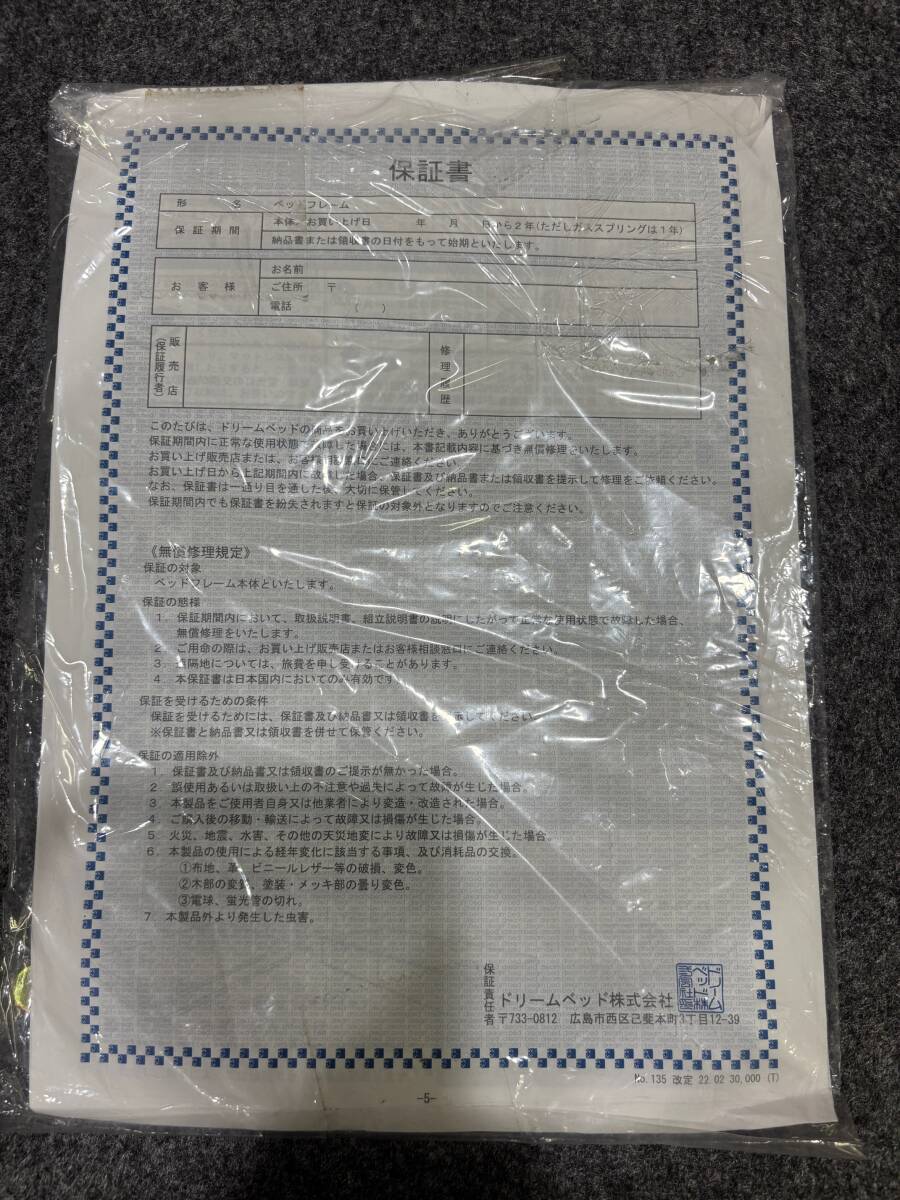 保証書
形 名 ベッドフレーム
保証期間 本体、お買い上げ日 年 月 日から2年(ただしガススプリングは1年)
納品書または領収書の日付をもって始期といたします。
お客様 お名前
ご住所 〒
電話 ( )
販売店(保証履行者) 修理履歴
このたびは、ドリームベッドの商品をお買い上げいただき、ありがとうございます。
保証期間内に正常な使用状態で故障した場合には、本書記載内容に基づき無償修理をいたします。
お買い上げ販売店または、お客様相談窓口にご連絡ください。
お買い上げ日から上記期間内に故障した場合、保証書及び納品書または領収書を提示して修理をご依頼ください。
なお、保証書は一通り目を通した後、大切に保管してください。
保証期間内でも保証書を紛失されますと保証の対象外となりますのでご注意ください。
《無償修理規定》
保証の対象
ベッドフレーム本体といたします。
保証の態様
1. 保証期間内において、取扱説明書、組立説明書の説明にしたがって正常な使用状態で故障した場合、
無償修理をいたします。
2. ご用命の際は、お買い上げ販売店またはお客様相談窓口にご連絡ください。
3. 遠隔地については、旅費を申し受けることがあります。
4. 本保証書は日本国内においてのみ有効です。
保証を受けるための条件
保証を受けるためには、保証書及び納品書又は領収書を提示してください。
※保証書と納品書又は領収書を併せて保管ください。
保証の適用除外
1. 保証書及び納品書又は領収書のご提示が無かった場合。
2. 誤使用あるいは取扱い上の不注意や過失によって故障が生じた場合。
3. 本製品をご使用者自身又は他業者により変造・改造された場合。
4. ご購入後の移動・輸送によって故障又は損傷が生じた場合。
5. 火災、地震、水害、その他の天災地変により故障又は損傷が生じた場合。
6. 本製品の使用による経年変化に該当する事項、及び消耗品の交換。
①布地、革、ビニールレザー等の破損、変色。
②木部の変色、塗装・メッキ部の曇り変色。
③電球、蛍光管の切れ。
7. 本製品外より発生した虫害。
保証責任者 ドリームベッド株式会社
〒733-0812 広島市西区己斐本町3丁目12-39
No.135 改定 22.02 30,000 (T)
-5-